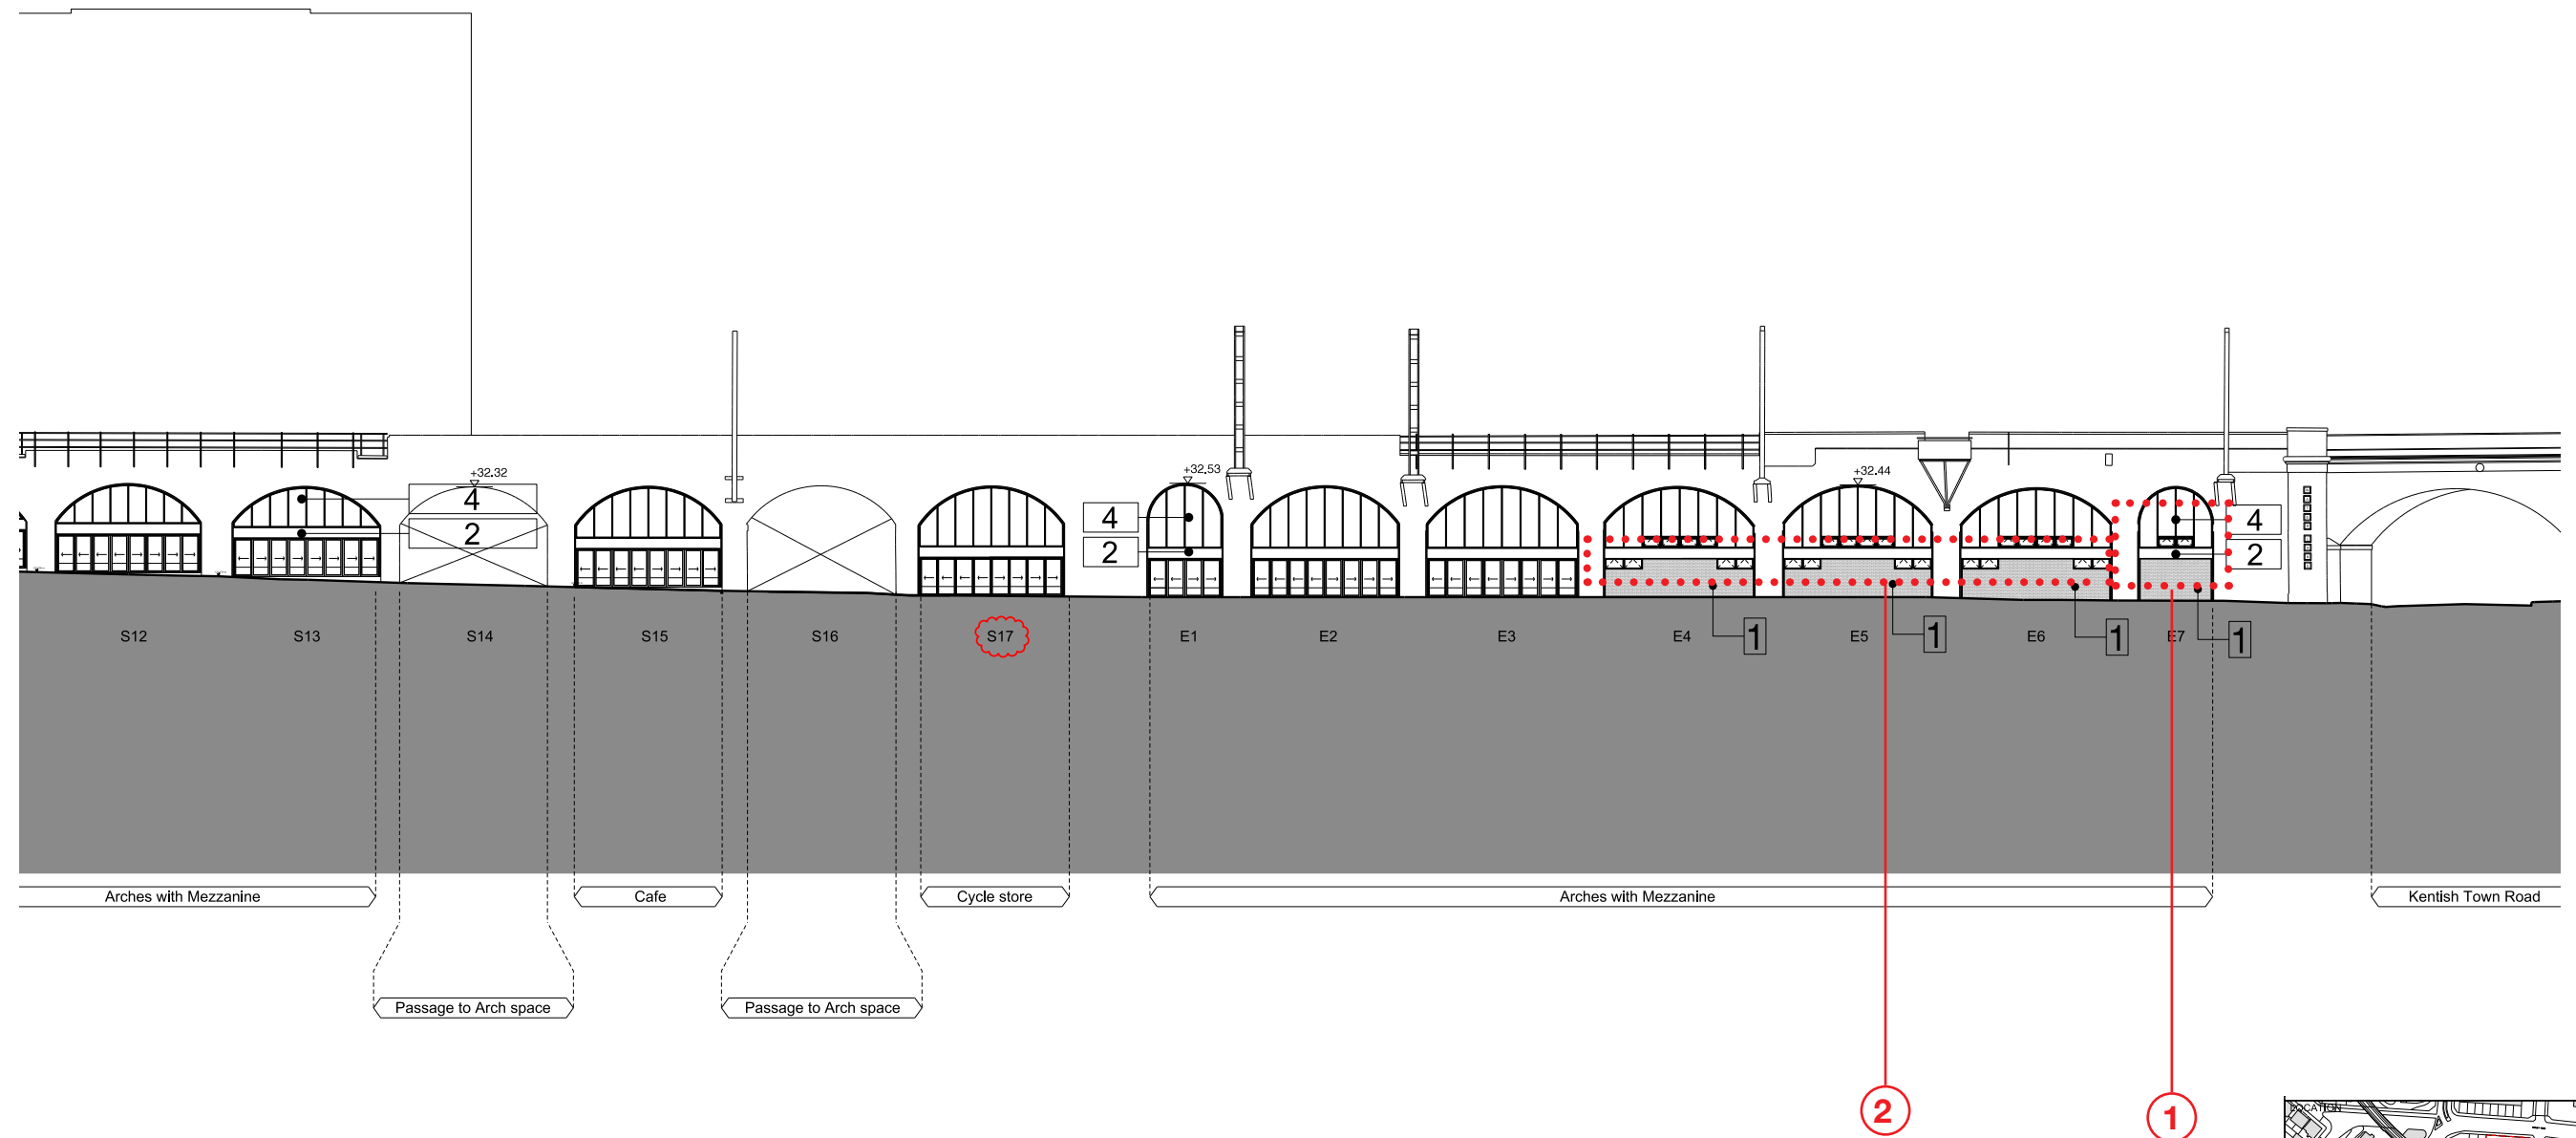 +32.32
+32.53
+32.44
4
2
4
2
4
2
S12
S13
S14
S15
S16
S17
E1
E2
E3
E4
1
E5
1
E6
1
E7
1
Arches with Mezzanine
Cafe
Cycle store
Arches with Mezzanine
Kentish Town Road
Passage to Arch space
Passage to Arch space
2
1
LOCATION